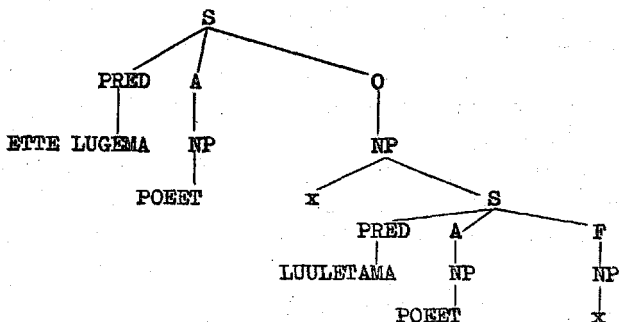 S
PRED A O
ETTE LUGEMA NP NP
POEET x S
PRED A F
LUULETAMA NP NP
POEET x